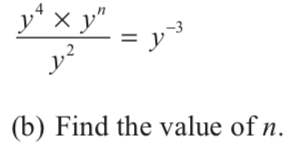 y⁴ × yⁿ
――― = y⁻³
y²
(b) Find the value of n.